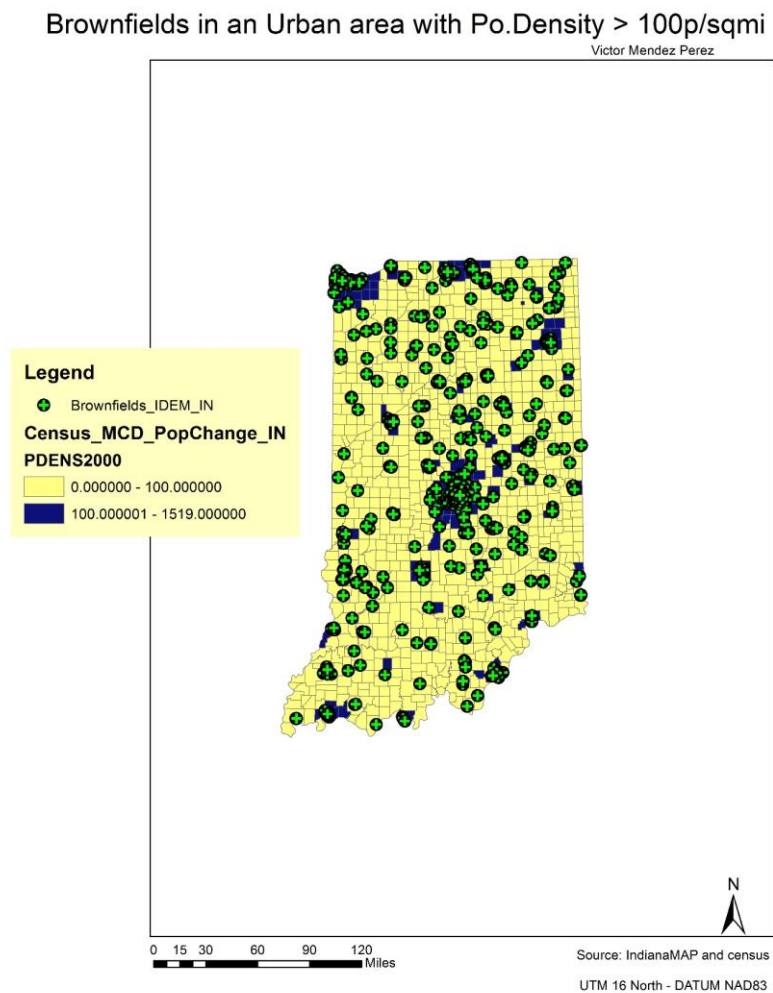 Brownfields in an Urban area with Po.Density > 100p/sqmi
Victor Mendez Perez
Legend
Brownfields_IDEM_IN
Census_MCD_PopChange_IN
PDENS2000
0.000000 - 100.000000
100.000001 - 1519.000000
N
0 15 30 60 90 120
Miles
Source: IndianaMAP and census
UTM 16 North - DATUM NAD83